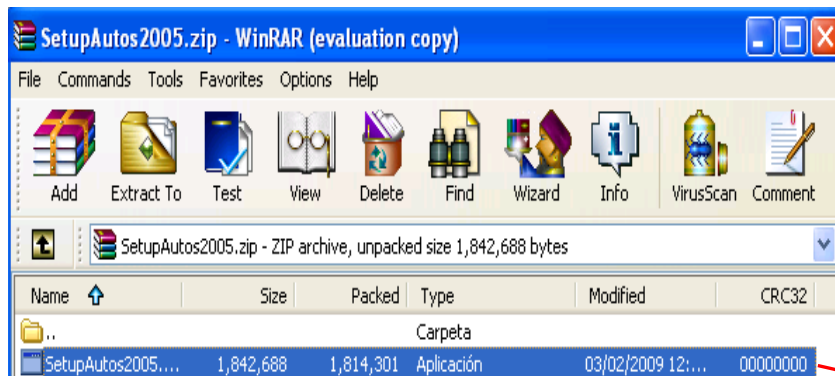 SetupAutos2005.zip - WinRAR (evaluation copy)
File Commands Tools Favorites Options Help
Add Extract To Test View Delete Find Wizard Info VirusScan Comment
SetupAutos2005.zip - ZIP archive, unpacked size 1,842,688 bytes
Name Size Packed Type Modified CRC32
.. Carpeta
SetupAutos2005.... 1,842,688 1,814,301 Aplicación 03/02/2009 12:... 00000000